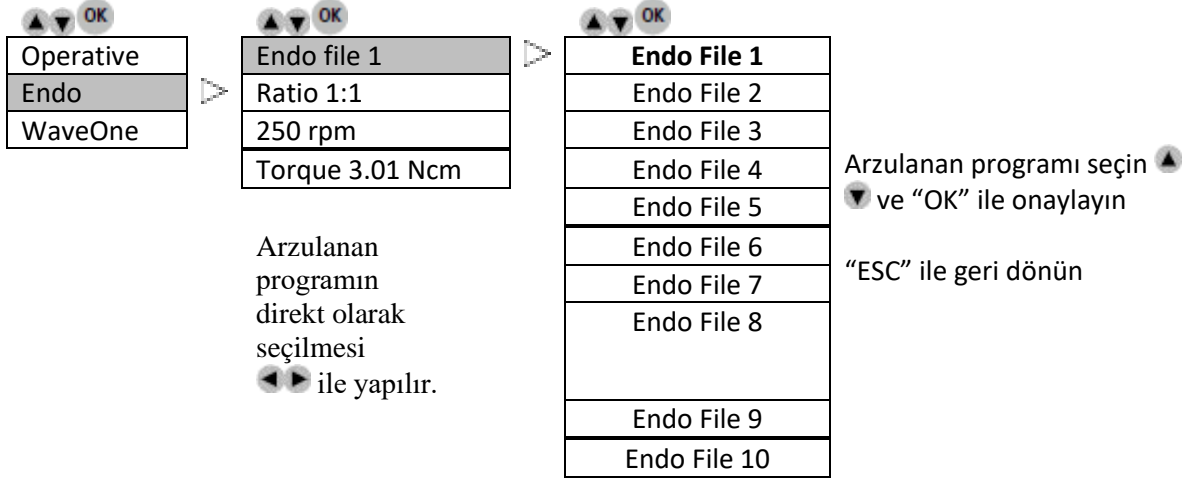 OK
Operative
Endo
WaveOne
OK
Endo file 1
Ratio 1:1
250 rpm
Torque 3.01 Ncm
Arzulanan
programın
direkt olarak
seçilmesi
ile yapılır.
OK
Endo File 1
Endo File 2
Endo File 3
Endo File 4
Endo File 5
Endo File 6
Endo File 7
Endo File 8
Endo File 9
Endo File 10
Arzulanan programı seçin
ve “OK” ile onaylayın
“ESC” ile geri dönün